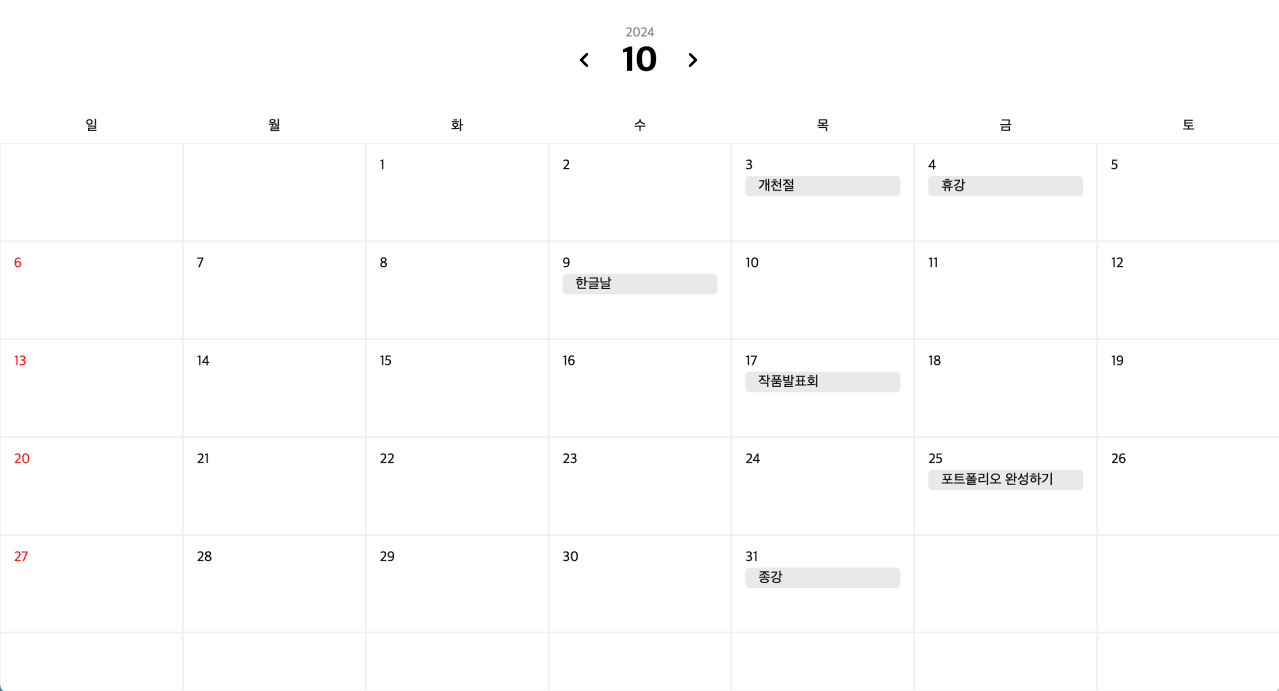 2024
10
일 월 화 수 목 금 토
1 2 3 4 5
개천절 휴강
6 7 8 9 10 11 12
한글날
13 14 15 16 17 18 19
작품발표회
20 21 22 23 24 25 26
포트폴리오 완성하기
27 28 29 30 31
종강